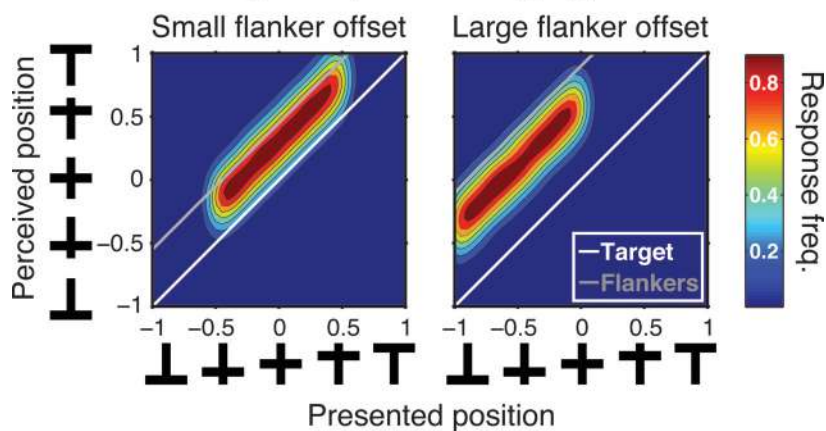 Small flanker offset
Large flanker offset
Perceived position
1
0.5
0
−0.5
−1
−1
−0.5
0
0.5
1
−1
−0.5
0
0.5
1
Target
Flankers
0.8
0.6
0.4
0.2
Response freq.
Presented position